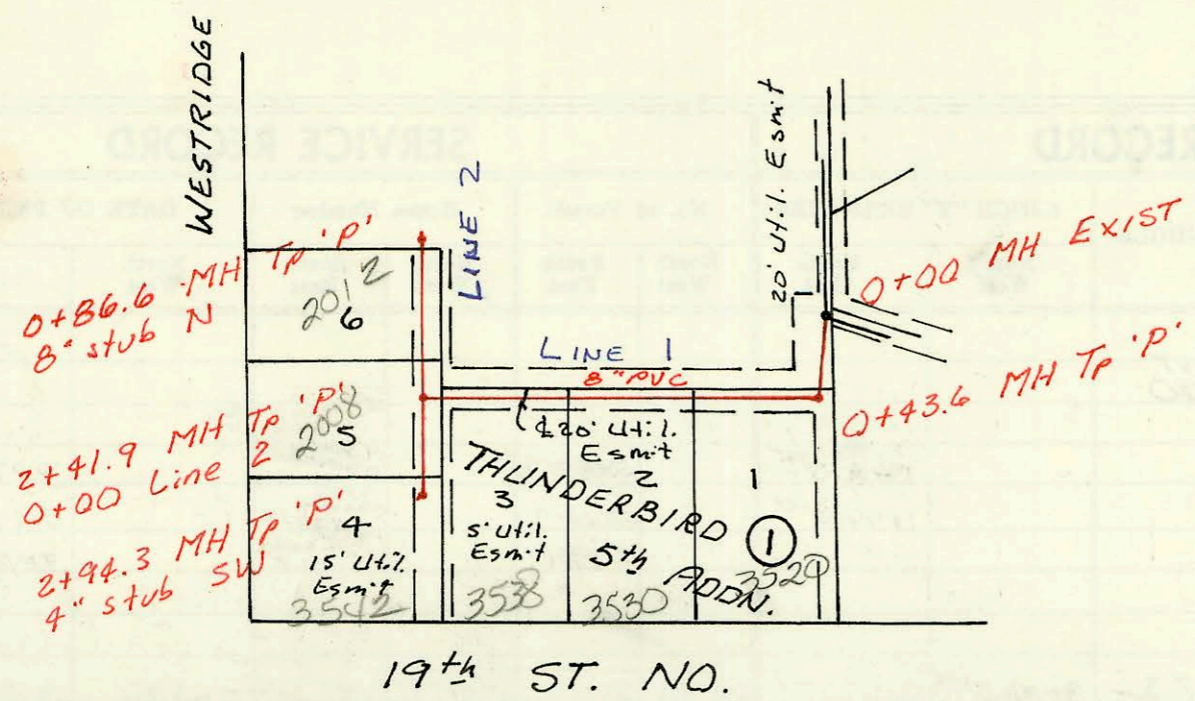 WESTRIDGE
RECORD
SERVICE RECORD
LINE 2
20' Util. Esmt
0+00 MH EXIST
0+86.6 MH Tp 'P'
8" stub N
2012
6
LINE 1
8" PVC
0+43.6 MH Tp 'P'
2+41.9 MH Tp 'P'
0+00 Line 2
2008
5
20' Util.
Esmt
THUNDERBIRD
5th ADDN.
1
2
3
1
2+94.3 MH Tp 'P'
4" stub SW
4
15' Util.
Esmt
3542
5' Util.
Esmt
3538
3530
3520
19th ST. NO.